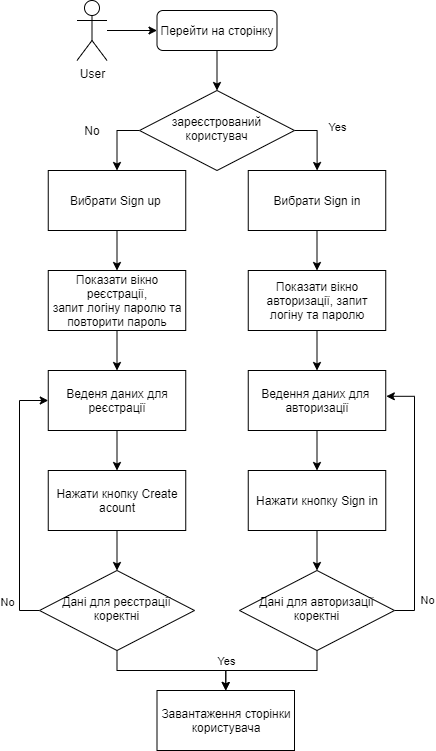 Перейти на сторінку
User
зареєстрований
користувач
No
Yes
Вибрати Sign up
Вибрати Sign in
Показати вікно
реєстрації,
запит логіну паролю та
повторити пароль
Показати вікно
авторизації, запит
логіну та паролю
Веденя даних для
реєстрації
Ведення даних для
авторизації
Нажати кнопку Create
acount
Нажати кнопку Sign in
Дані для реєстрації
коректні
Дані для авторизації
коректні
No
No
Yes
Завантаження сторінки
користувача